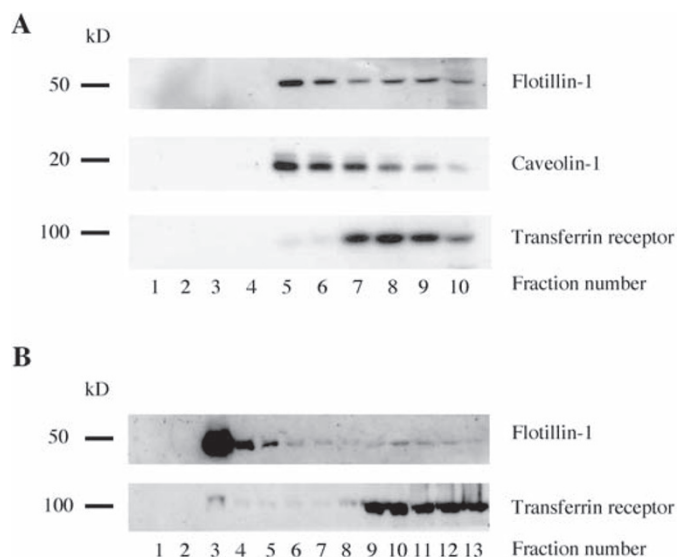 A
kD
50 Flotillin-1
20 Caveolin-1
100 Transferrin receptor
1 2 3 4 5 6 7 8 9 10 Fraction number
B
kD
50 Flotillin-1
100 Transferrin receptor
1 2 3 4 5 6 7 8 9 10 11 12 13 Fraction number